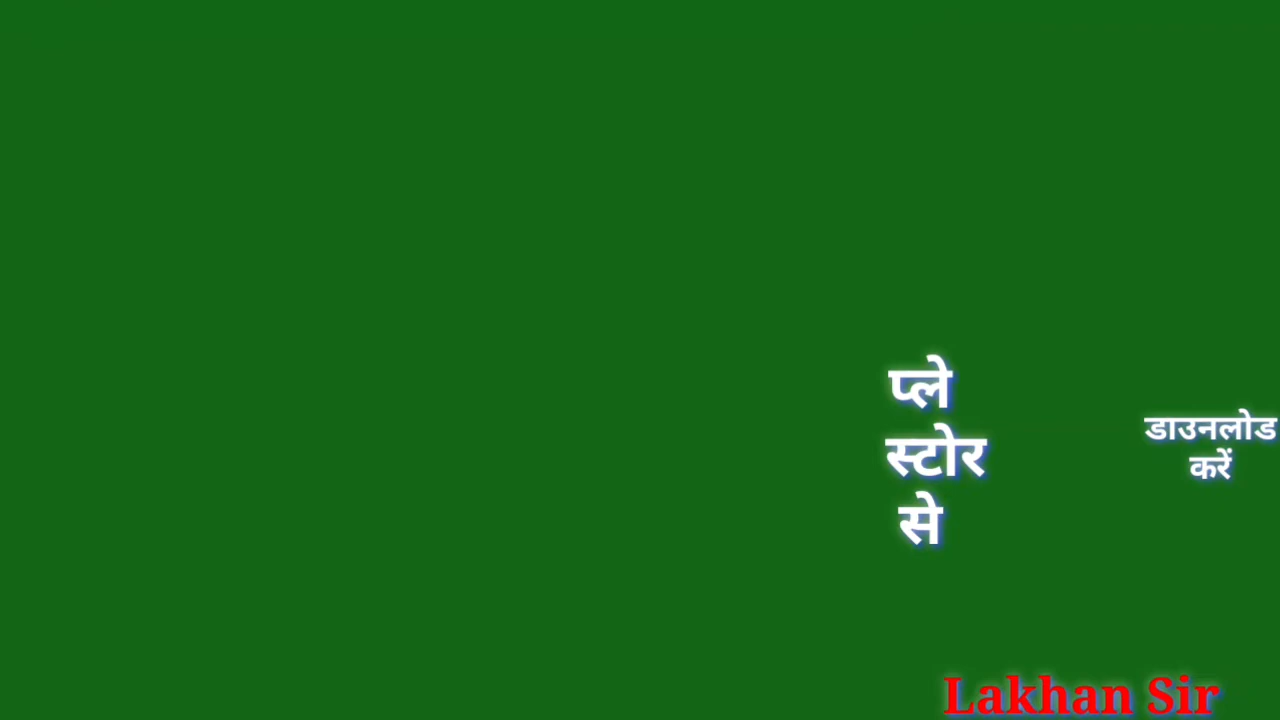 प्ले
स्टोर
से
डाउनलोड
करें
Lakhan Sir